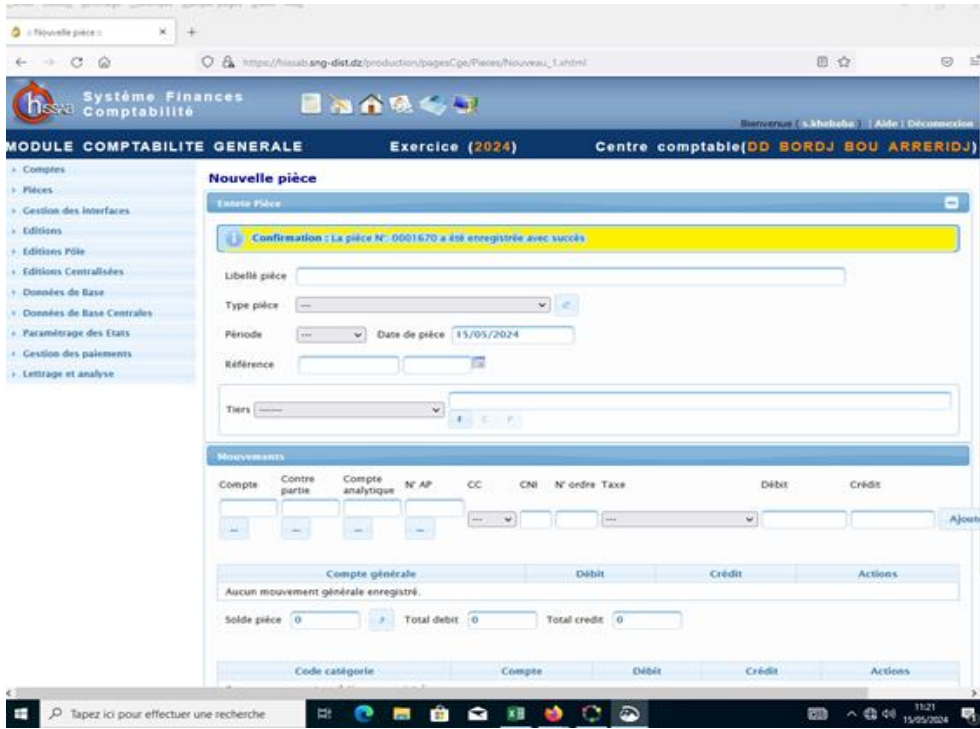 :: Nouvelle pièce ::
https://hissab.sng-dist.dz/production/pagesCge/Pieces/Nouveau_1.xhtml
hissab Système Finances Comptabilité
Bienvenue ( s.khababa ) | Aide | Déconnexion
MODULE COMPTABILITE GENERALE Exercice (2024) Centre comptable(DD BORDJ BOU ARRERIDJ)
Comptes
Pièces
Gestion des interfaces
Editions
Editions Pôle
Editions Centralisées
Données de Base
Données de Base Centrales
Paramétrage des Etats
Gestion des paiements
Lettrage et analyse
Nouvelle pièce
Entete Pièce
Confirmation : La pièce N°: 0001670 a été enregistrée avec succès
Libellé pièce
Type pièce ---
Période --- Date de pièce 15/05/2024
Référence
Tiers -------
F C P
Mouvements
Compte Contre partie Compte analytique N° AP CC CNI N° ordre Taxe Débit Crédit
--- ---
... ... ... ...
Ajoute
Compte générale Débit Crédit Actions
Aucun mouvement générale enregistré.
Solde pièce 0 Total debit 0 Total credit 0
Code catégorie Compte Débit Crédit Actions
Tapez ici pour effectuer une recherche
11:21
15/05/2024